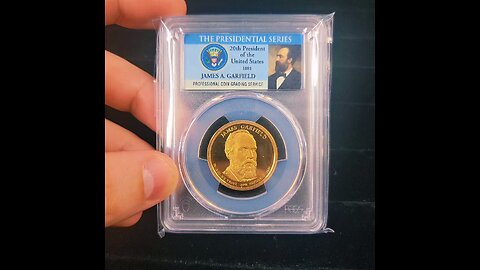 THE PRESIDENTIAL SERIES
20th President
of the
United States
1881
JAMES A. GARFIELD
PROFESSIONAL COIN GRADING SERVICE
JAMES GARFIELD